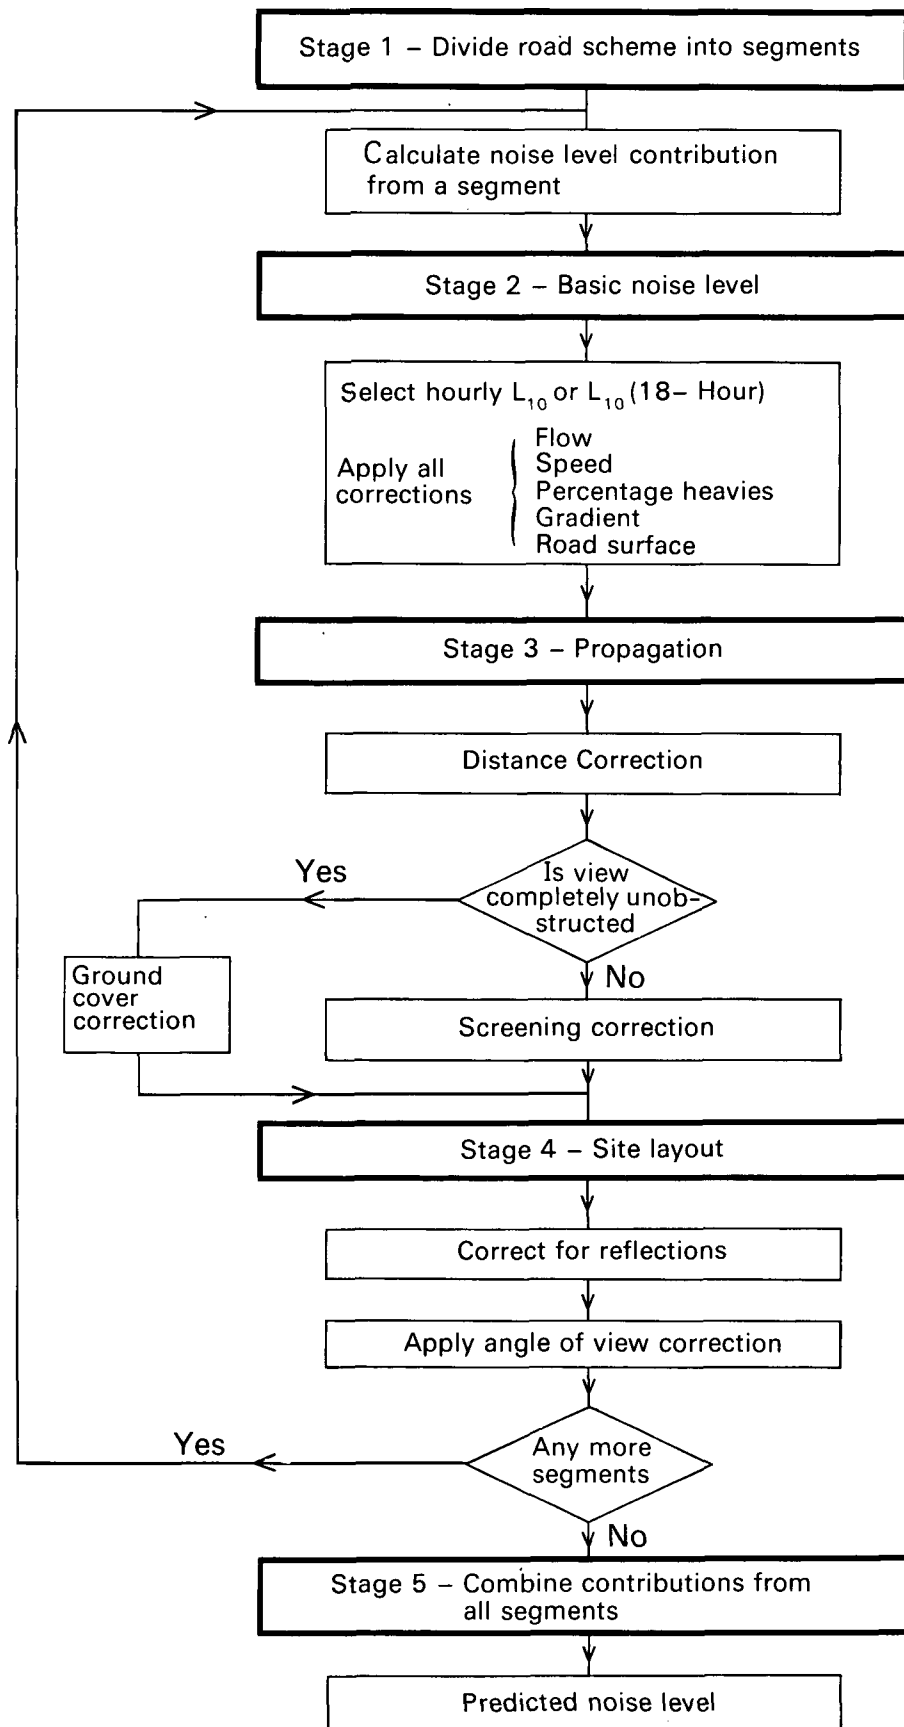 Stage 1 – Divide road scheme into segments
Calculate noise level contribution
from a segment
Stage 2 – Basic noise level
Select hourly L10 or L10 (18– Hour)
Apply all
corrections
Flow
Speed
Percentage heavies
Gradient
Road surface
Stage 3 – Propagation
Distance Correction
Is view
completely unob-
structed
Yes
No
Ground
cover
correction
Screening correction
Stage 4 – Site layout
Correct for reflections
Apply angle of view correction
Any more
segments
Yes
No
Stage 5 – Combine contributions from
all segments
Predicted noise level